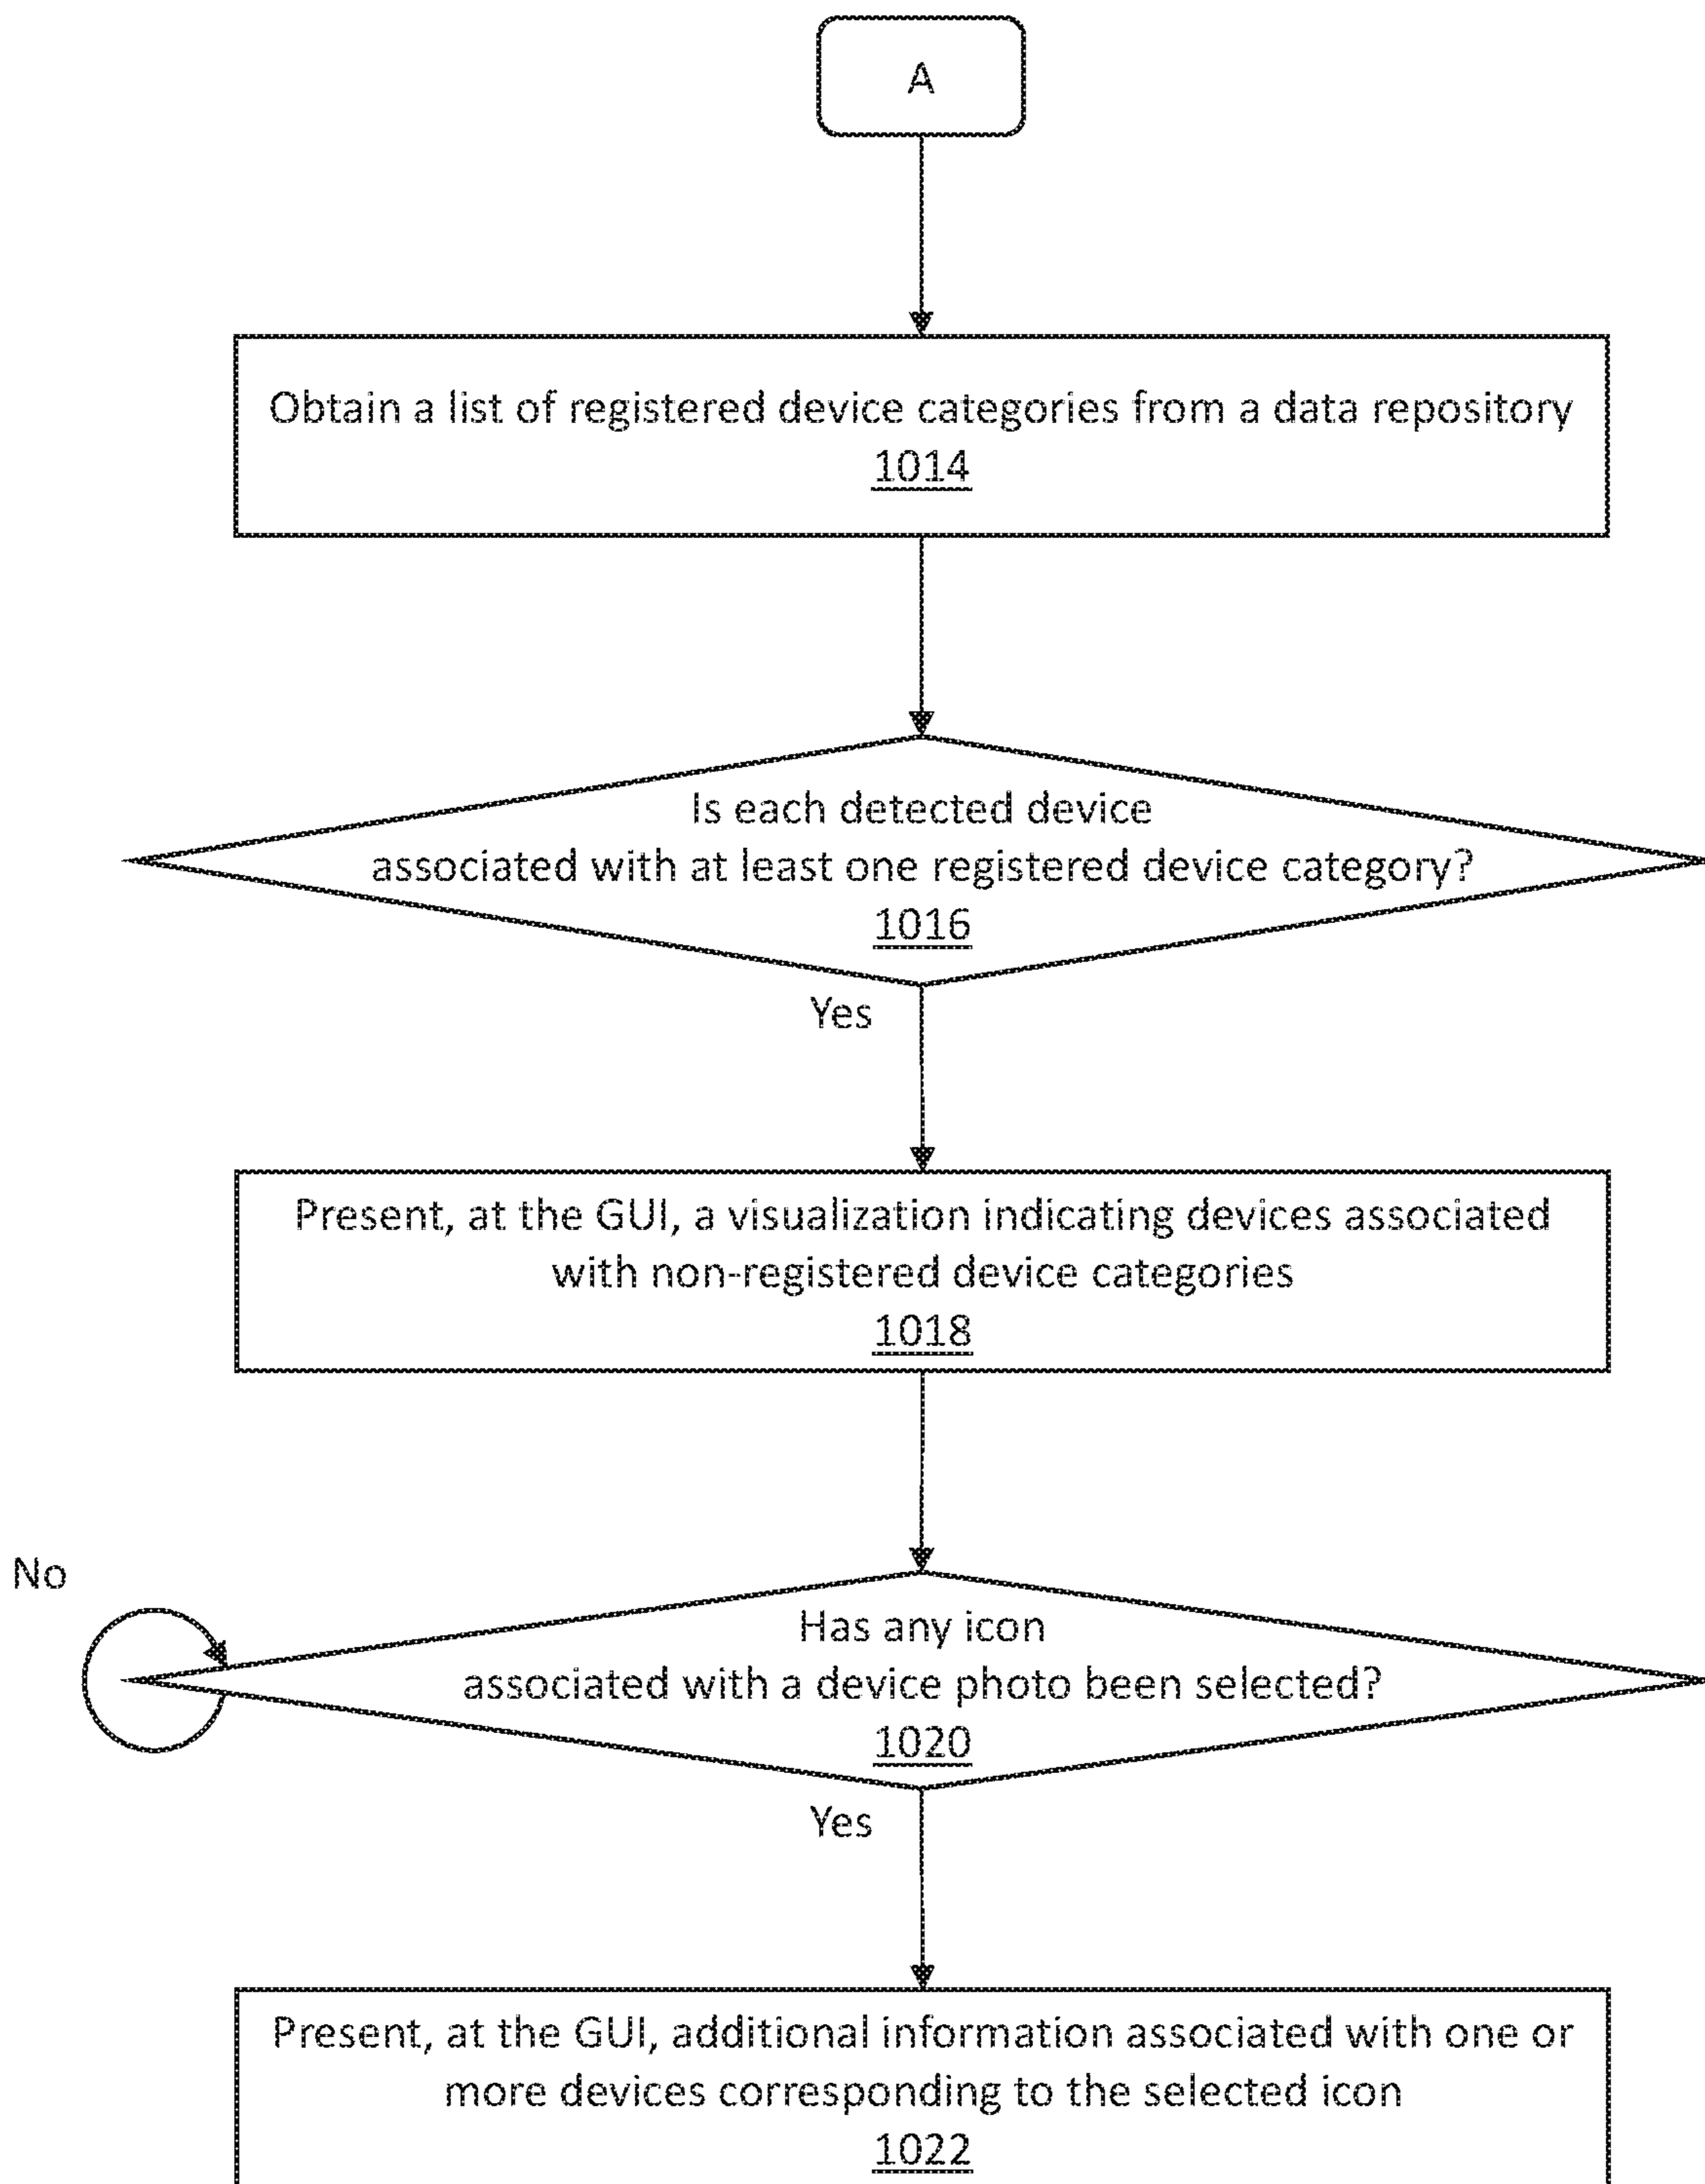 A
Obtain a list of registered device categories from a data repository
1014
Is each detected device
associated with at least one registered device category?
1016
Yes
Present, at the GUI, a visualization indicating devices associated
with non-registered device categories
1018
No
Has any icon
associated with a device photo been selected?
1020
Yes
Present, at the GUI, additional information associated with one or
more devices corresponding to the selected icon
1022